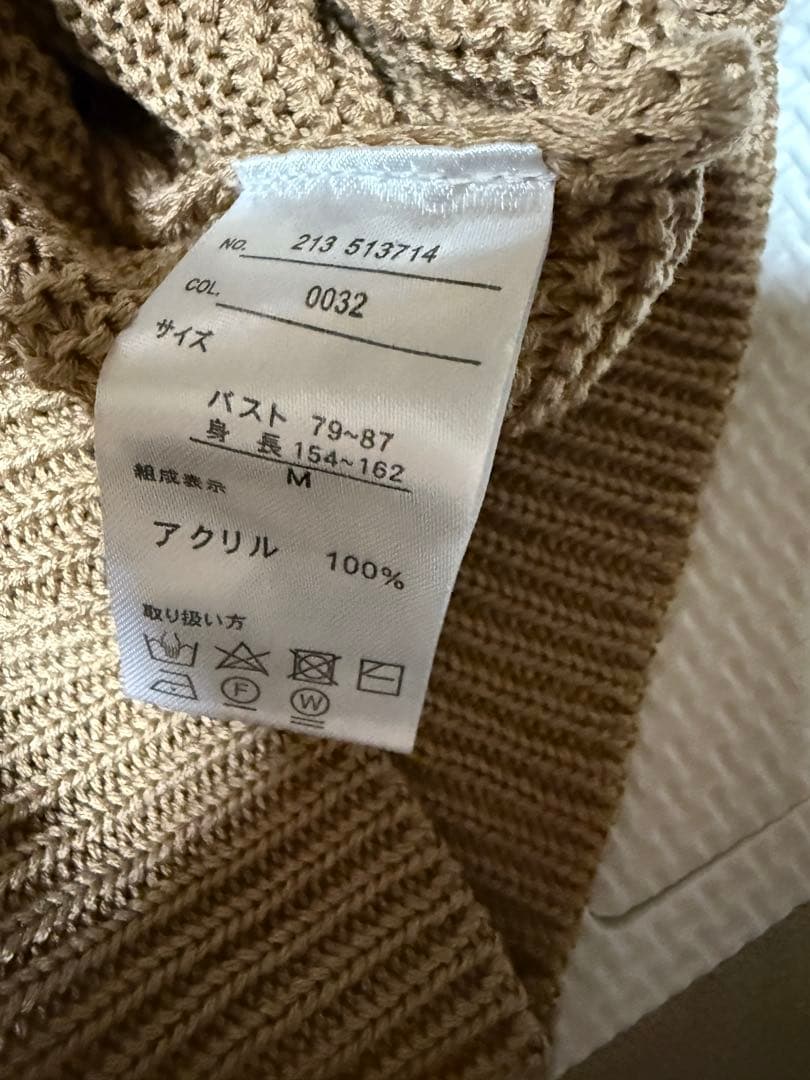 NO. 213 513714
COL. 0032
サイズ
バスト 79~87
身長 154~162
M
組成表示
アクリル 100%
取り扱い方
F
W